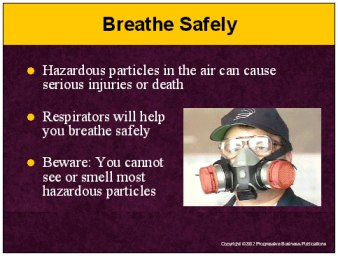 Breathe Safely
Hazardous particles in the air can cause
serious injuries or death
Respirators will help
you breathe safely
Beware: You cannot
see or smell most
hazardous particles
Copyright ©2002 Progressive Business Publications